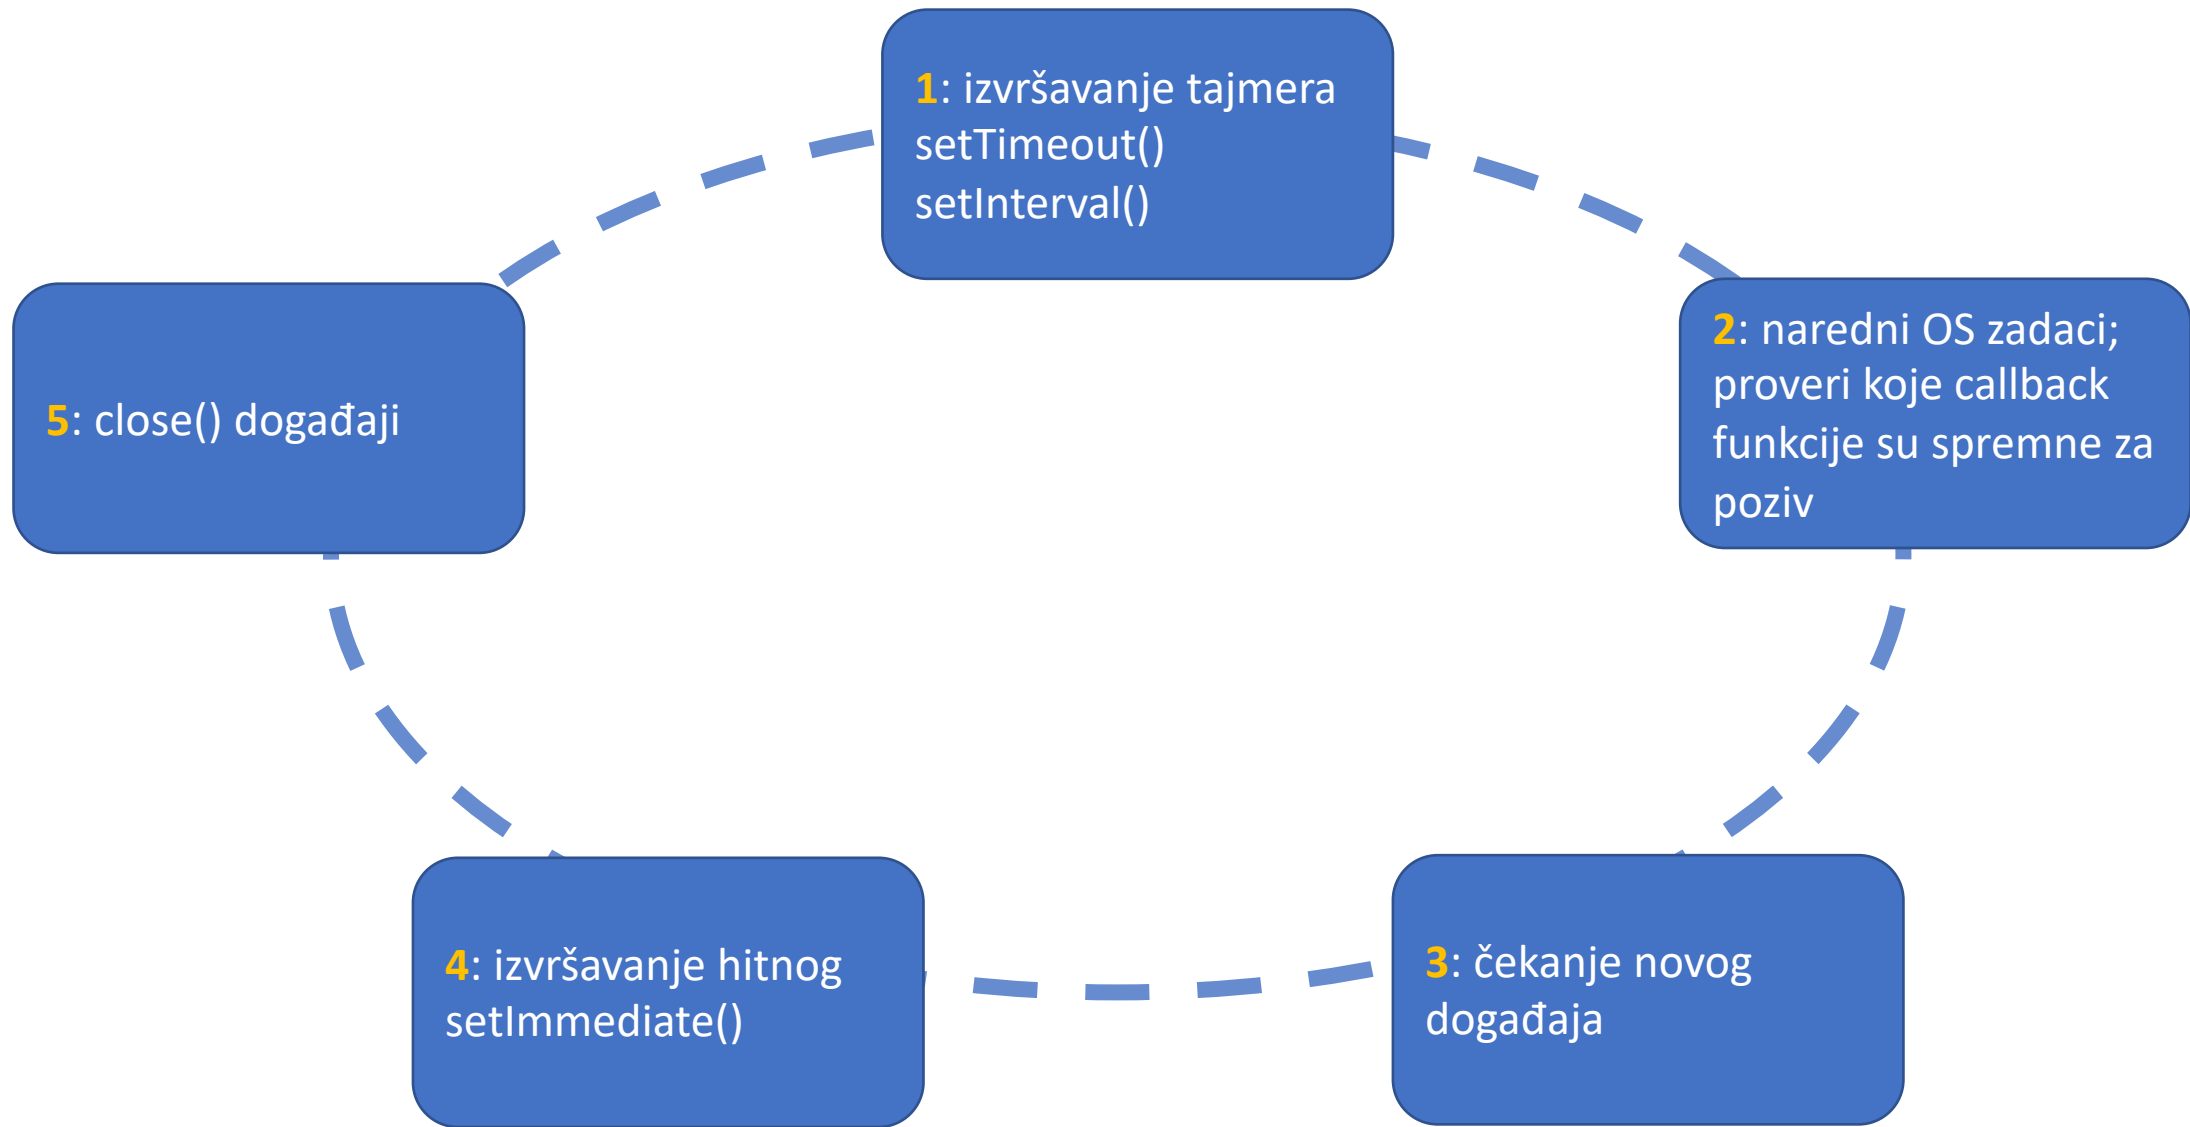 1: izvršavanje tajmera
setTimeout()
setInterval()
2: naredni OS zadaci;
proveri koje callback
funkcije su spremne za
poziv
3: čekanje novog
događaja
4: izvršavanje hitnog
setImmediate()
5: close() događaji